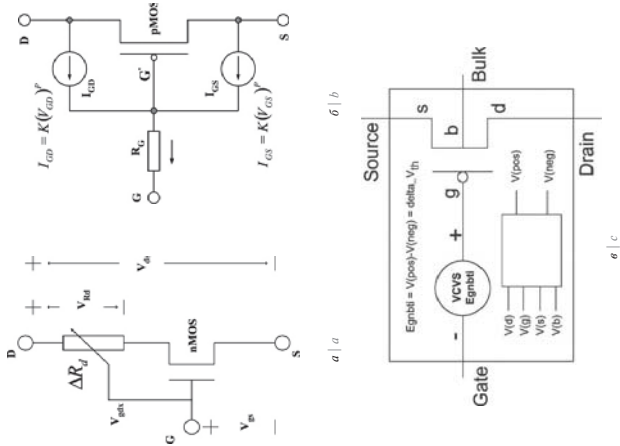 D
V_gdx
ΔR_d
V_Rd
V_ds
nMOS
G
V_gs
S
а | a
D
pMOS
S
I_GD
I_GS
G'
R_G
G
I_GD = K(V_GD)^P
I_GS = K(V_GS)^P
б | b
Source
s
Egnbti = V(pos)-V(neg) = delta_V_th
Gate
-
VCVS
Egnbti
+
g
b
Bulk
d
V(d)
V(g)
V(s)
V(b)
V(pos)
V(neg)
Drain
в | c